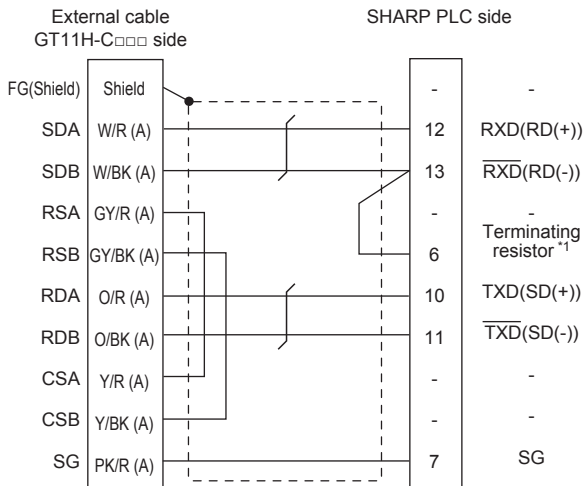 External cable
GT11H-C□□□ side
SHARP PLC side
FG(Shield) Shield - -
SDA W/R (A) 12 RXD(RD(+))
SDB W/BK (A) 13 R̅X̅D̅(RD(-))
RSA GY/R (A) - -
RSB GY/BK (A) 6 Terminating
resistor *1
RDA O/R (A) 10 TXD(SD(+))
RDB O/BK (A) 11 T̅X̅D̅(SD(-))
CSA Y/R (A) - -
CSB Y/BK (A) - -
SG PK/R (A) 7 SG